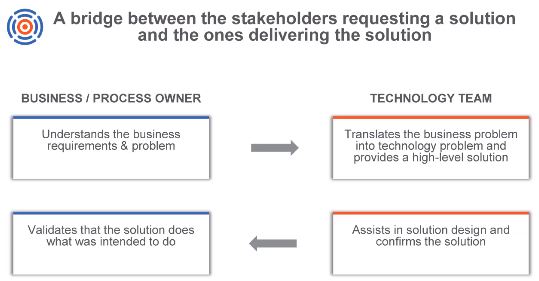 A bridge between the stakeholders requesting a solution
and the ones delivering the solution
BUSINESS / PROCESS OWNER
TECHNOLOGY TEAM
Understands the business
requirements & problem
Translates the business problem
into technology problem and
provides a high-level solution
Validates that the solution does
what was intended to do
Assists in solution design and
confirms the solution